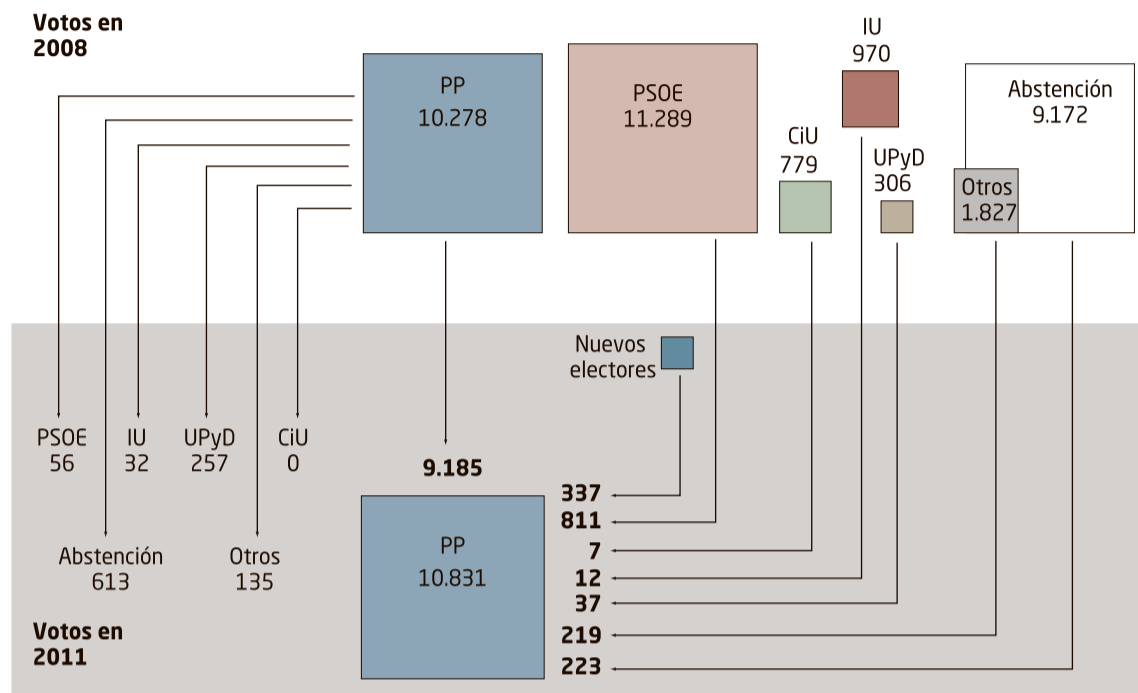 Votos en
2008
PP
10.278
PSOE
11.289
CiU
779
IU
970
UPyD
306
Abstención
9.172
Otros
1.827
Nuevos
electores
PSOE
56
IU
32
UPyD
257
CiU
0
Abstención
613
Otros
135
9.185
PP
10.831
337
811
7
12
37
219
223
Votos en
2011